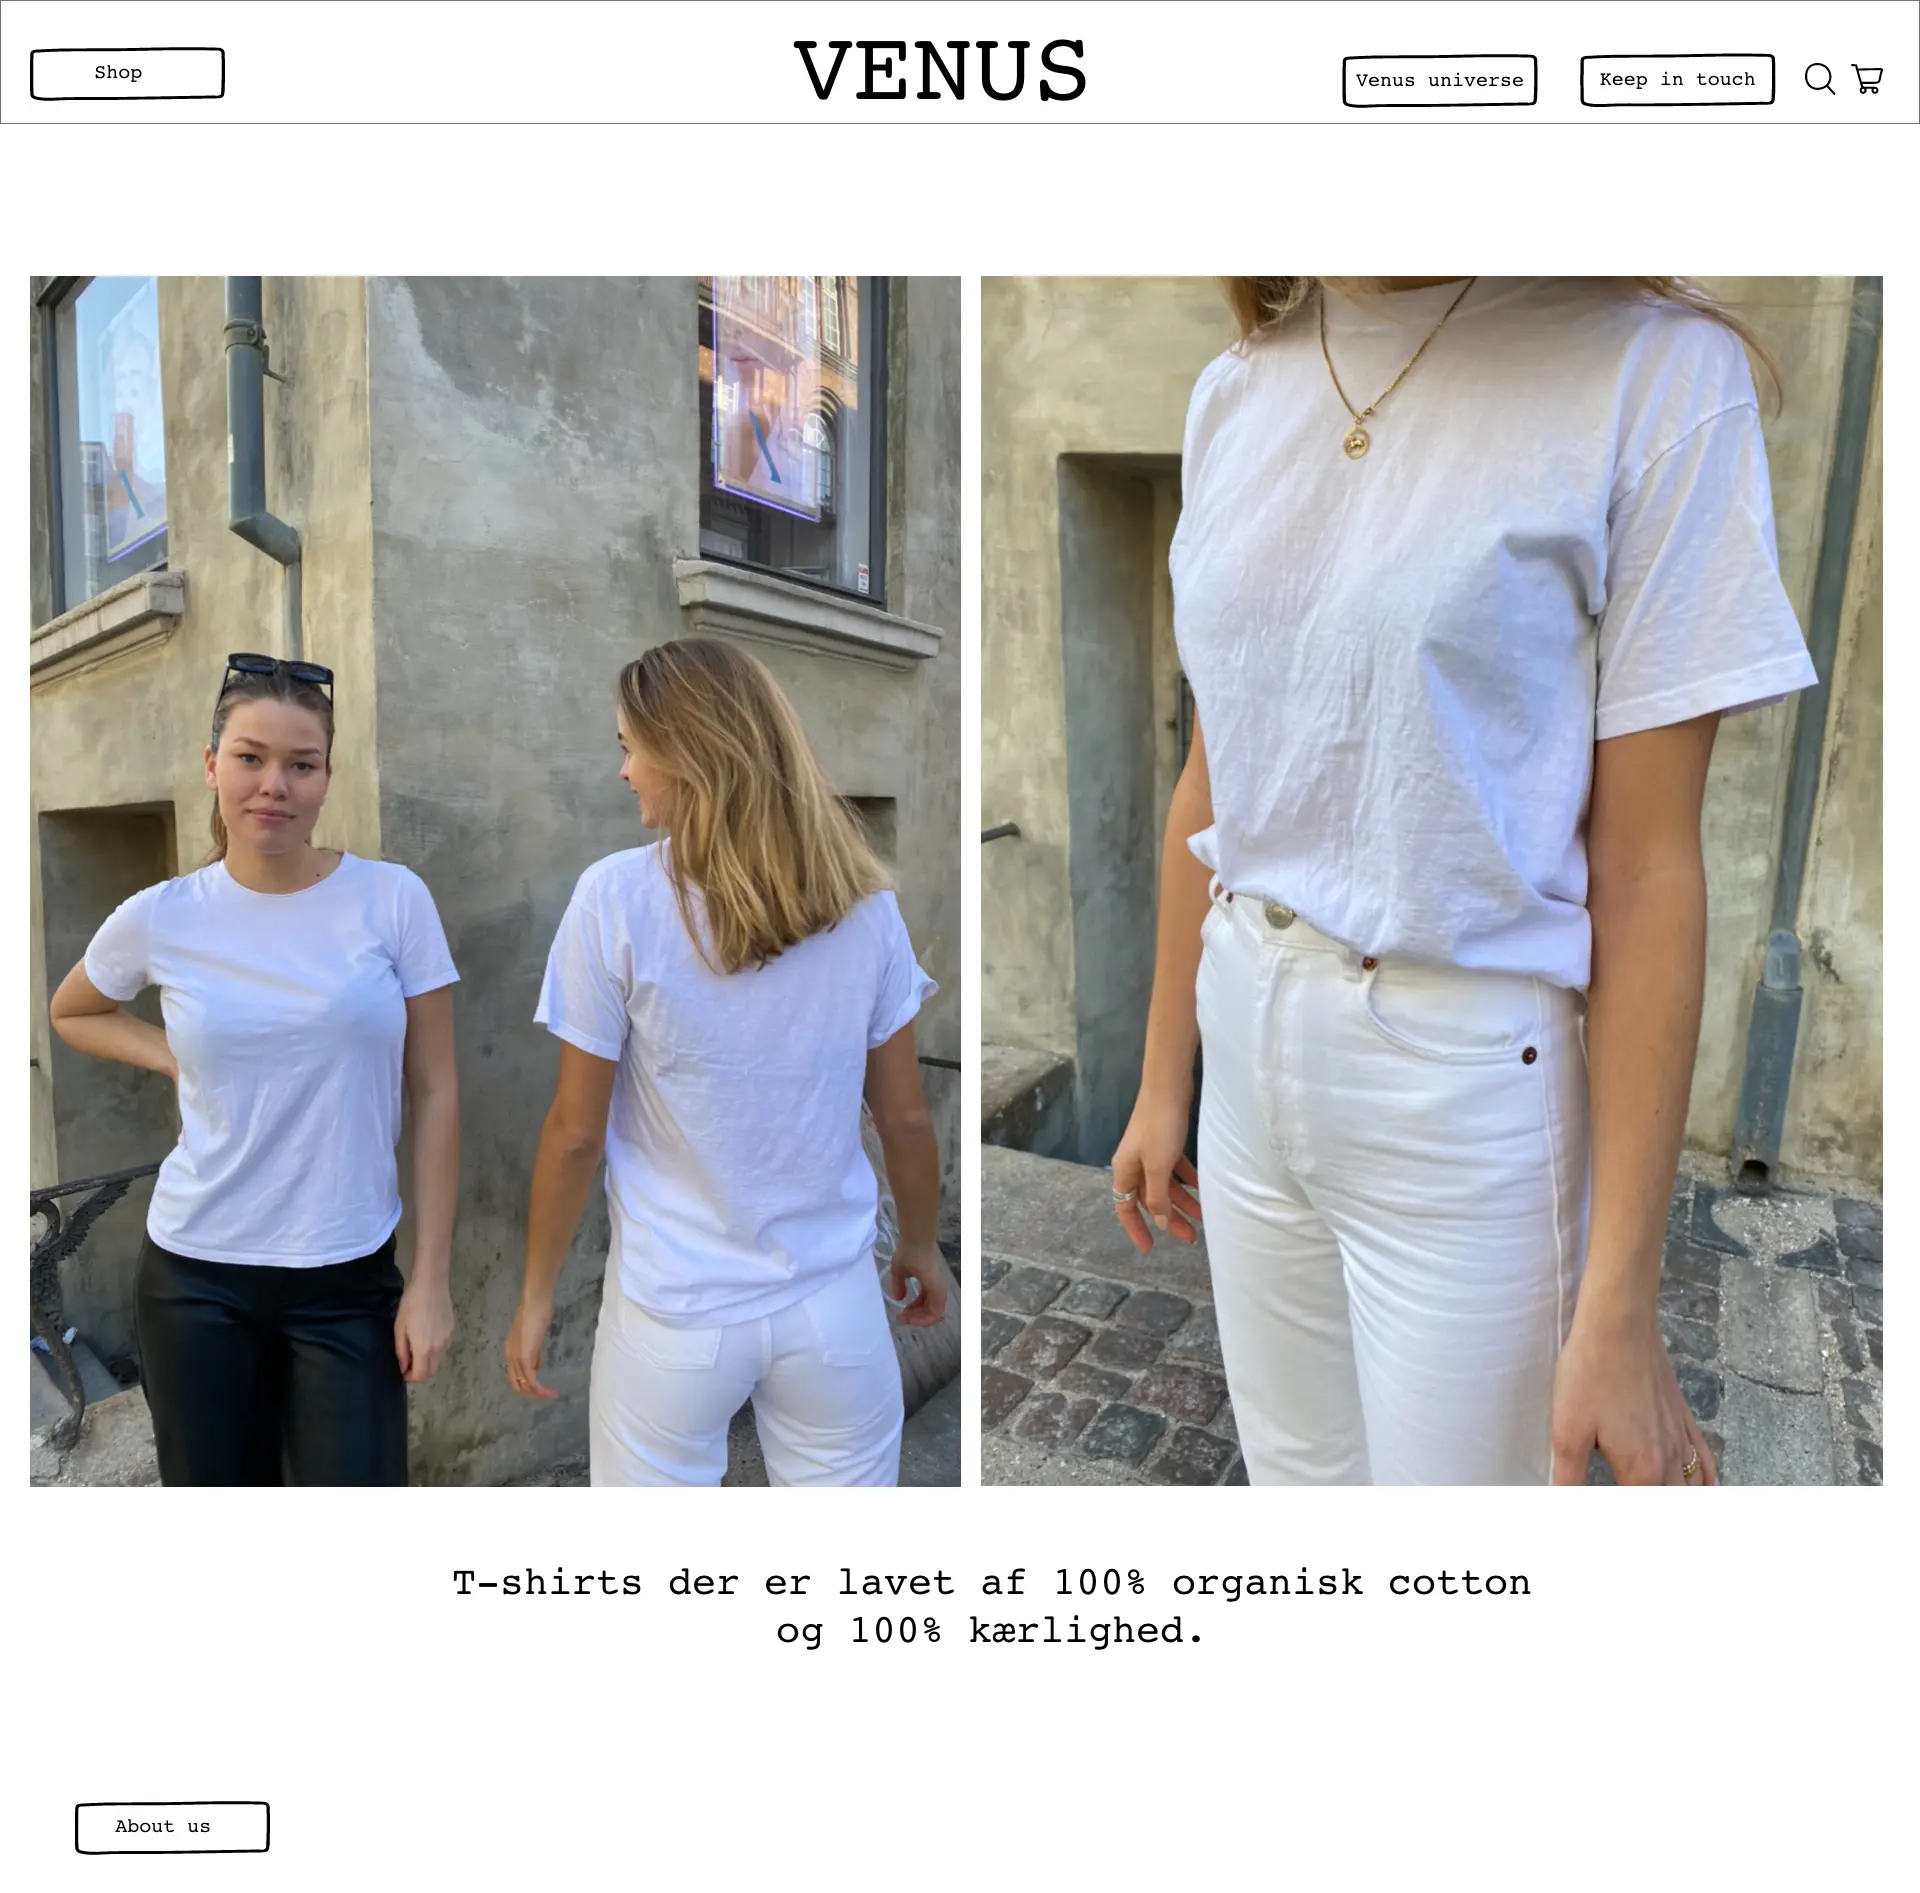 Shop
VENUS
Venus universe
Keep in touch
T-shirts der er lavet af 100% organisk cotton
og 100% kærlighed.
About us